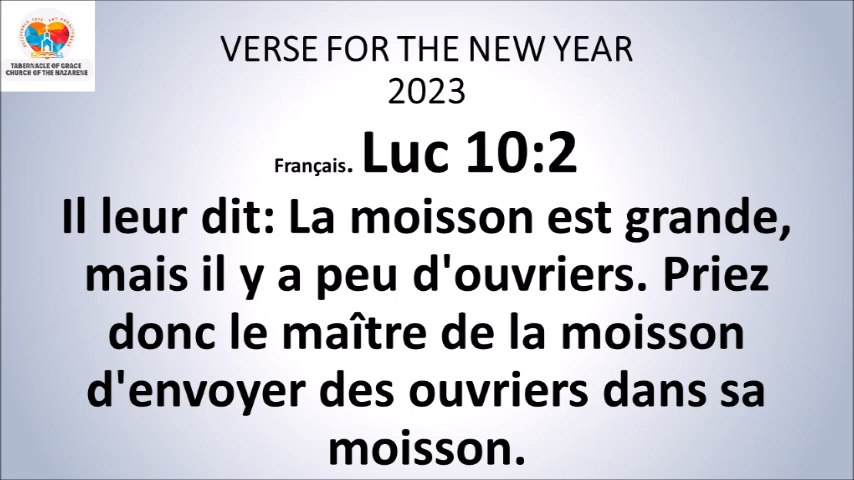 TABERNACLE OF GRACE
CHURCH OF THE NAZARENE
VERSE FOR THE NEW YEAR
2023
Français. Luc 10:2
Il leur dit: La moisson est grande,
mais il y a peu d'ouvriers. Priez
donc le maître de la moisson
d'envoyer des ouvriers dans sa
moisson.